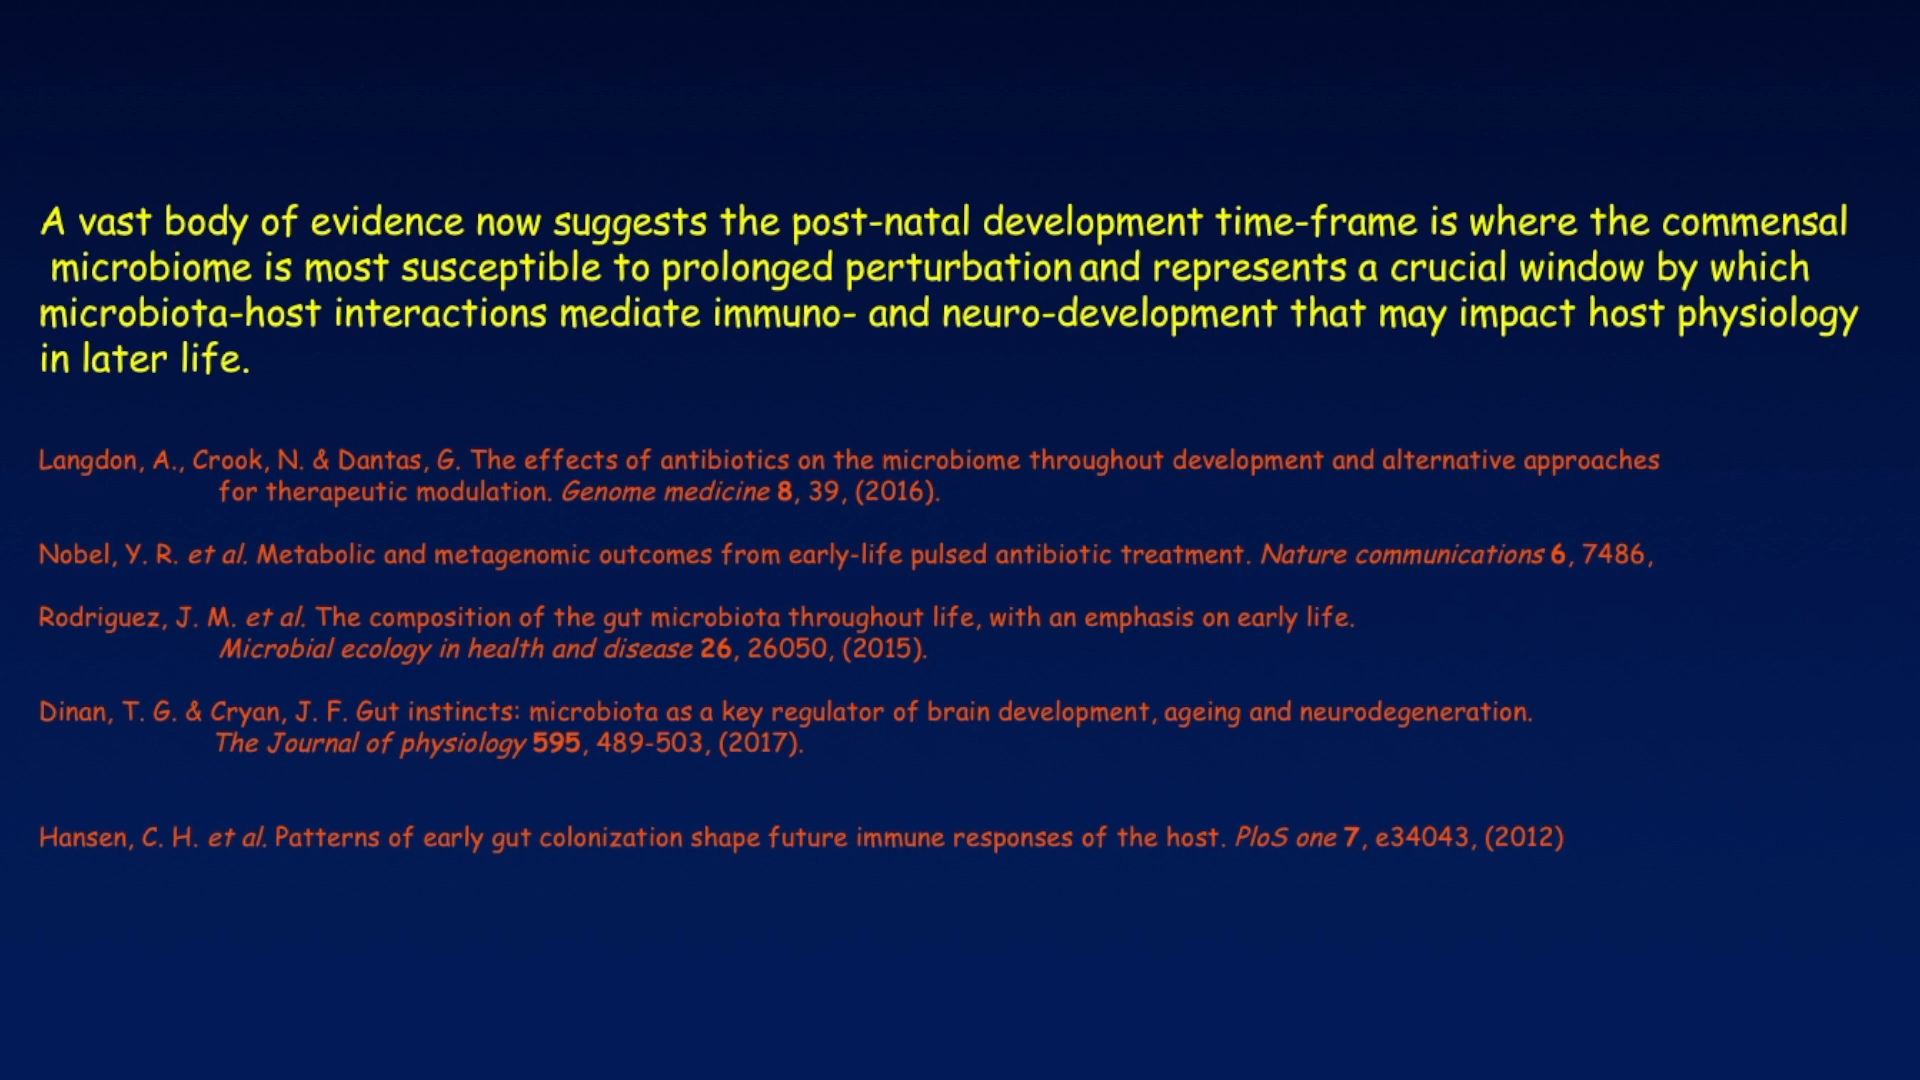 A vast body of evidence now suggests the post-natal development time-frame is where the commensal
microbiome is most susceptible to prolonged perturbation and represents a crucial window by which
microbiota-host interactions mediate immuno- and neuro-development that may impact host physiology
in later life.
Langdon, A., Crook, N. & Dantas, G. The effects of antibiotics on the microbiome throughout development and alternative approaches
for therapeutic modulation. Genome medicine 8, 39, (2016).
Nobel, Y. R. et al. Metabolic and metagenomic outcomes from early-life pulsed antibiotic treatment. Nature communications 6, 7486,
Rodriguez, J. M. et al. The composition of the gut microbiota throughout life, with an emphasis on early life.
Microbial ecology in health and disease 26, 26050, (2015).
Dinan, T. G. & Cryan, J. F. Gut instincts: microbiota as a key regulator of brain development, ageing and neurodegeneration.
The Journal of physiology 595, 489-503, (2017).
Hansen, C. H. et al. Patterns of early gut colonization shape future immune responses of the host. PloS one 7, e34043, (2012)